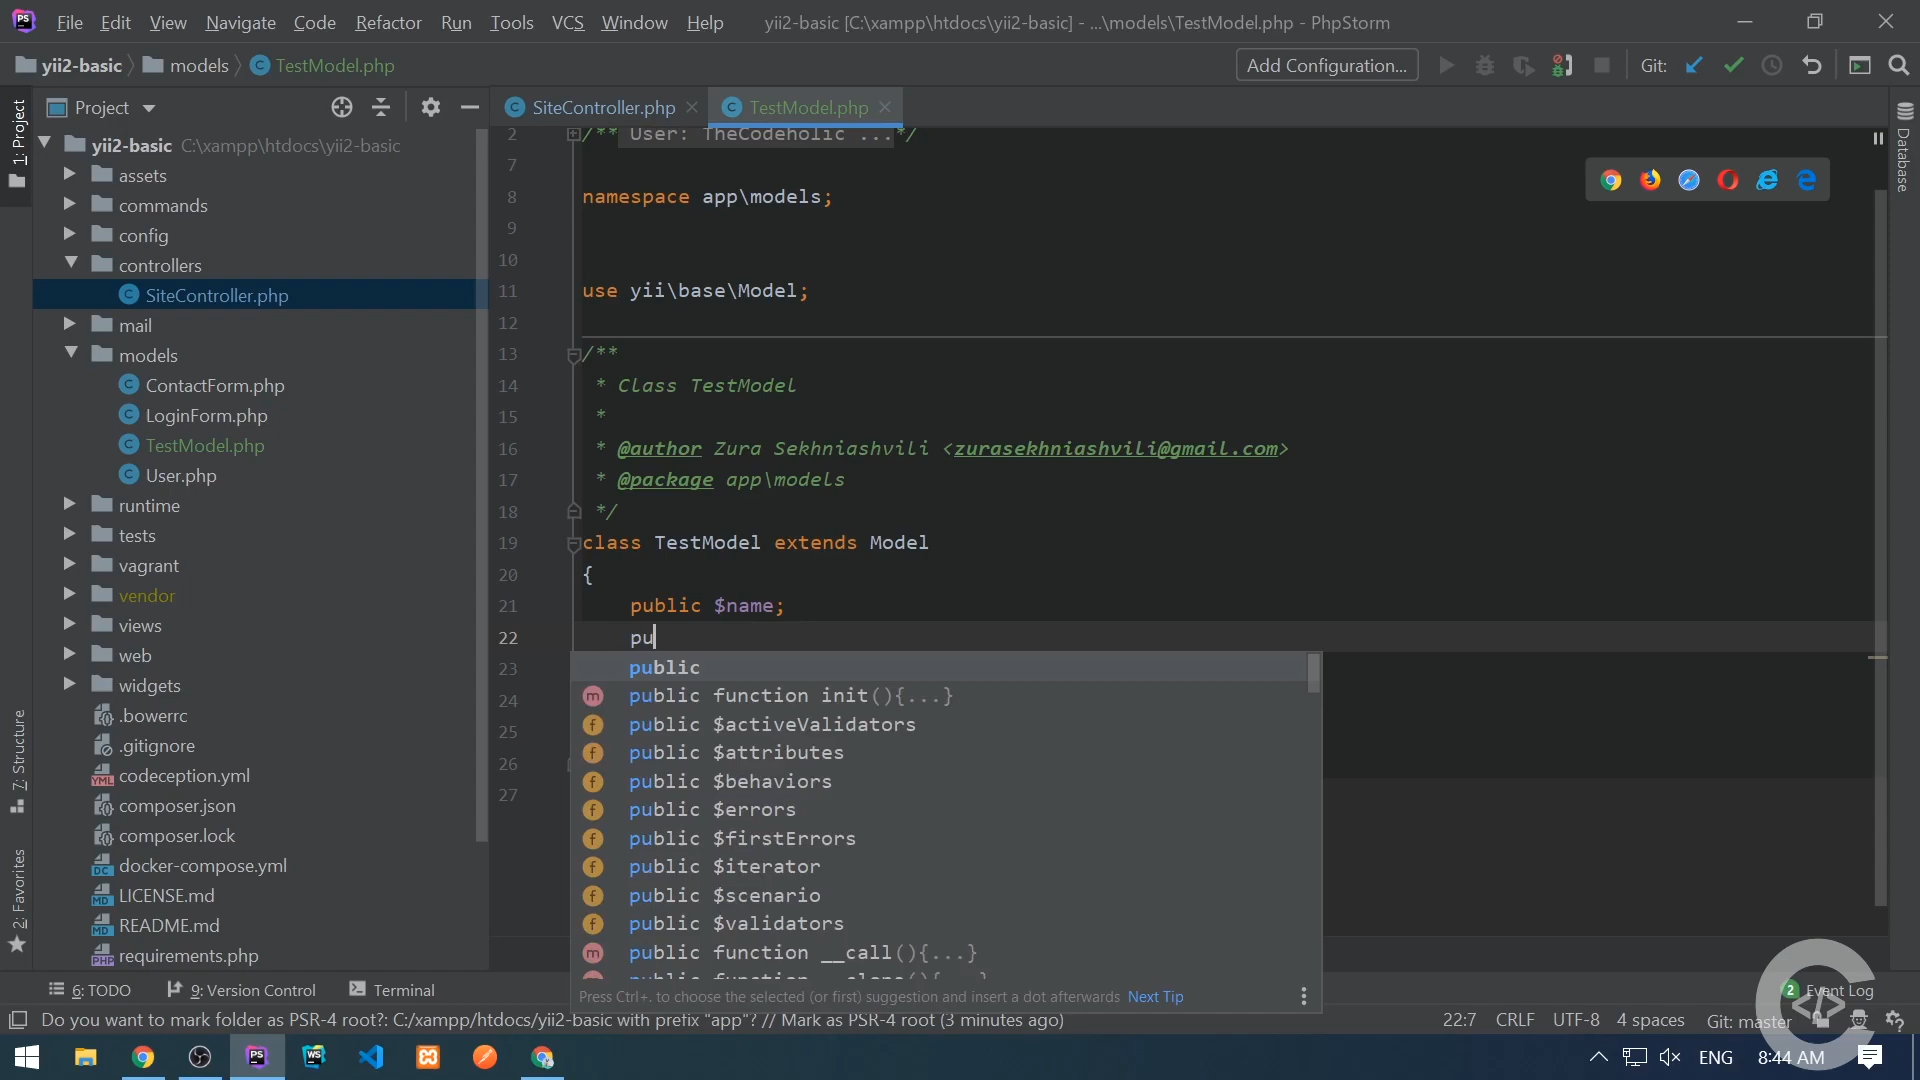 File Edit View Navigate Code Refactor Run Tools VCS Window Help yii2-basic [C:\xampp\htdocs\yii2-basic] - ...\models\TestModel.php - PhpStorm
yii2-basic models TestModel.php Add Configuration... Git:
Project SiteController.php TestModel.php
1: Project
yii2-basic C:\xampp\htdocs\yii2-basic
assets
commands
config
controllers
SiteController.php
mail
models
ContactForm.php
LoginForm.php
TestModel.php
User.php
runtime
tests
vagrant
vendor
views
web
widgets
.bowerrc
.gitignore
codeception.yml
composer.json
composer.lock
docker-compose.yml
LICENSE.md
README.md
requirements.php
7: Structure
2: Favorites
Database
2 /** User: TheCodeholic ...*/
7
8 namespace app\models;
9
10
11 use yii\base\Model;
12
13 /**
14 * Class TestModel
15 *
16 * @author Zura Sekhniashvili <zurasekhniashvili@gmail.com>
17 * @package app\models
18 */
19 class TestModel extends Model
20 {
21 public $name;
22 pu
23
24
25
26
27
public
public function init(){...}
public $activeValidators
public $attributes
public $behaviors
public $errors
public $firstErrors
public $iterator
public $scenario
public $validators
public function __call(){...}
Press Ctrl+. to choose the selected (or first) suggestion and insert a dot afterwards Next Tip
6: TODO 9: Version Control Terminal 2 Event Log
Do you want to mark folder as PSR-4 root?: C:/xampp/htdocs/yii2-basic with prefix "app"? // Mark as PSR-4 root (3 minutes ago) 22:7 CRLF UTF-8 4 spaces Git: master
ENG 8:44 AM